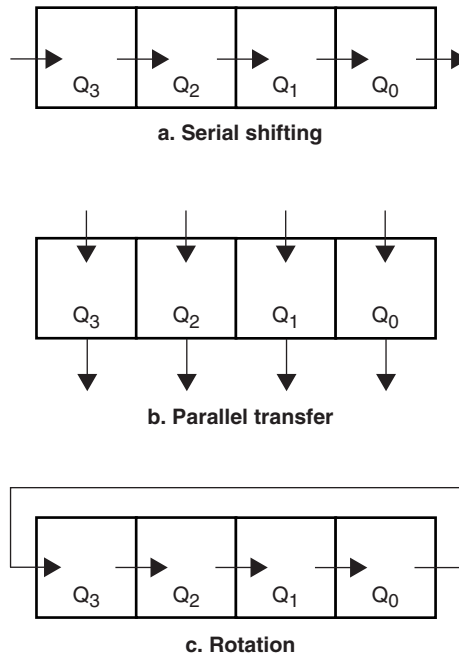 Q3 Q2 Q1 Q0
a. Serial shifting
Q3 Q2 Q1 Q0
b. Parallel transfer
Q3 Q2 Q1 Q0
c. Rotation